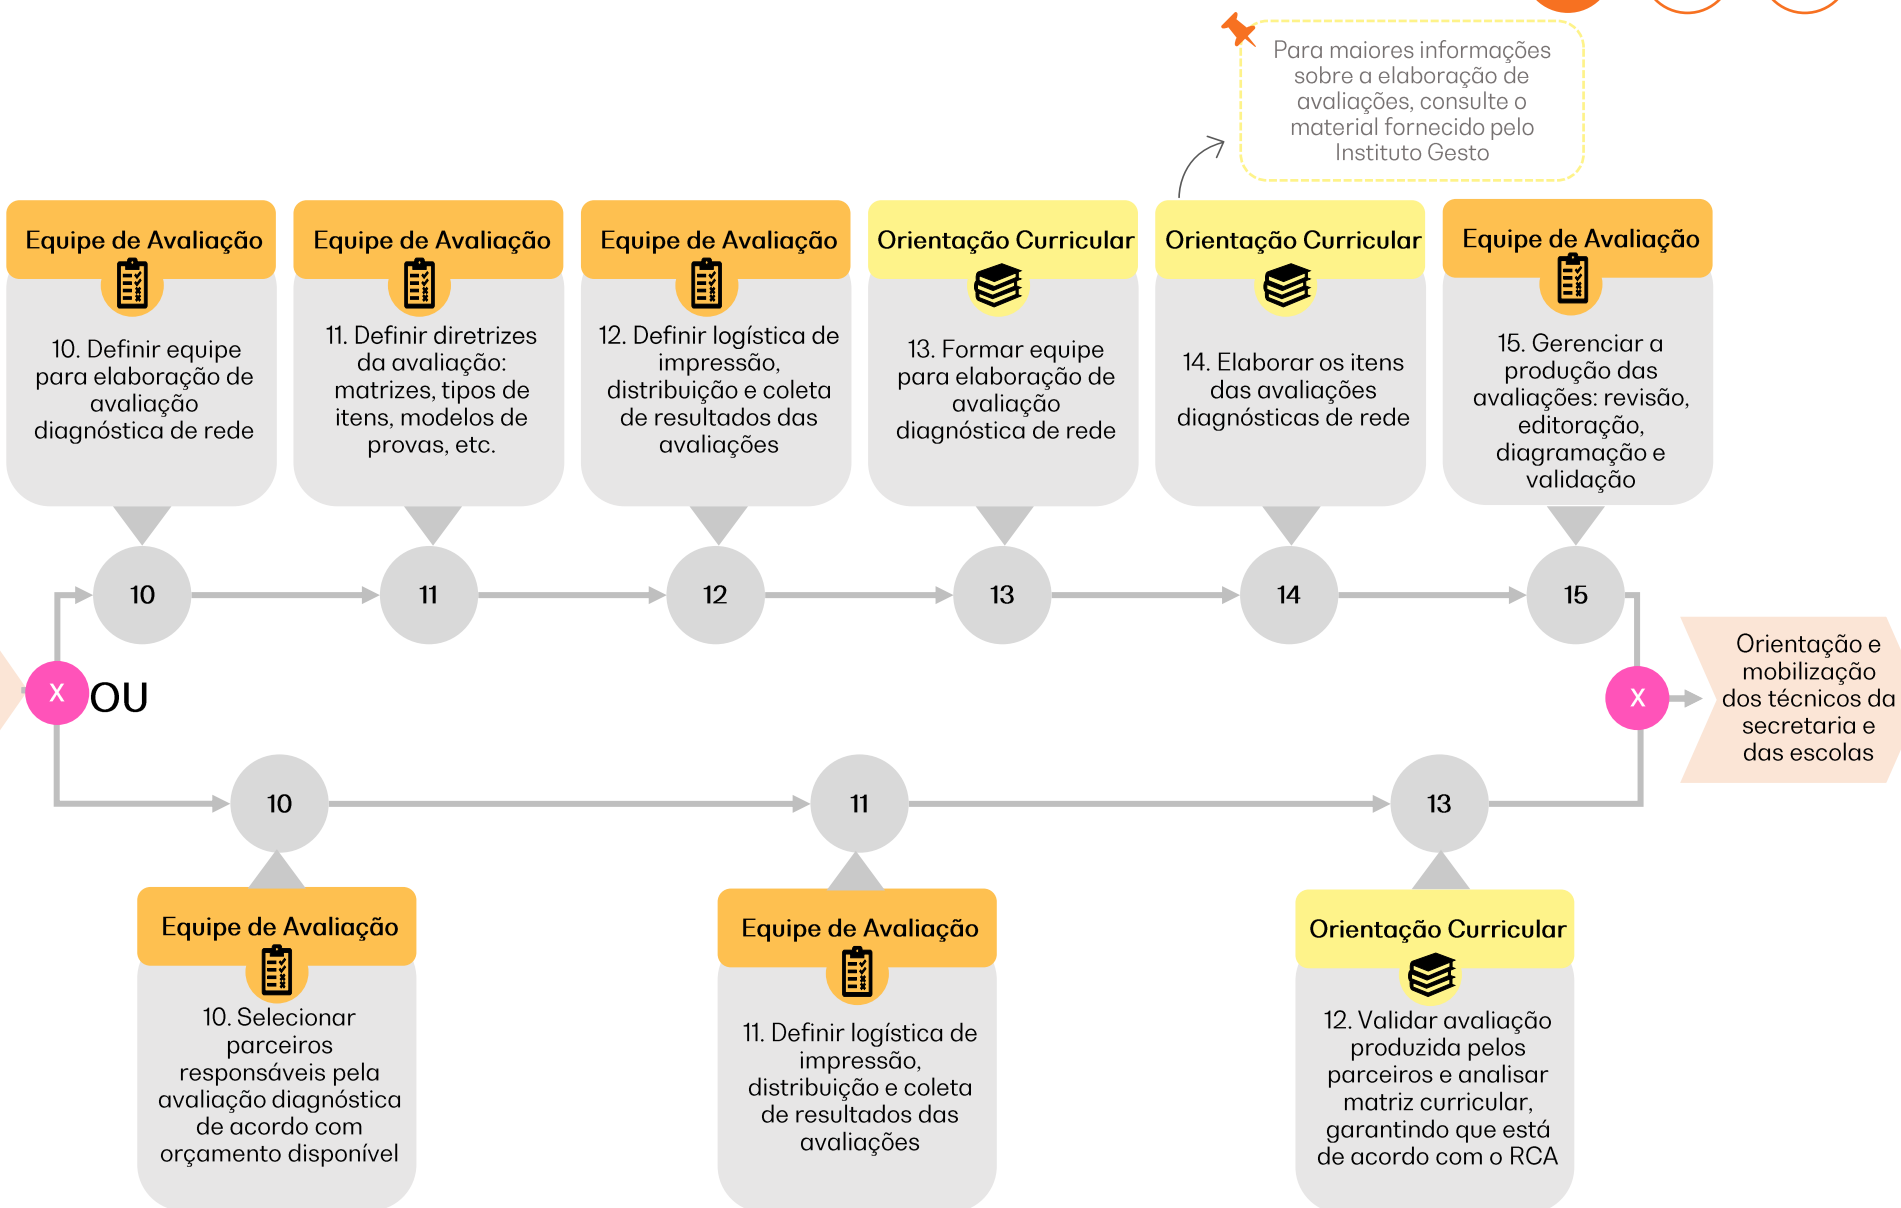 Para maiores informações
sobre a elaboração de
avaliações, consulte o
material fornecido pelo
Instituto Gesto
Equipe de Avaliação
10. Definir equipe
para elaboração de
avaliação
diagnóstica de rede
Equipe de Avaliação
11. Definir diretrizes
da avaliação:
matrizes, tipos de
itens, modelos de
provas, etc.
Equipe de Avaliação
12. Definir logística de
impressão,
distribuição e coleta
de resultados das
avaliações
Orientação Curricular
13. Formar equipe
para elaboração de
avaliação
diagnóstica de rede
Orientação Curricular
14. Elaborar os itens
das avaliações
diagnósticas de rede
Equipe de Avaliação
15. Gerenciar a
produção das
avaliações: revisão,
editoração,
diagramação e
validação
10
11
12
13
14
15
X
OU
X
Orientação e
mobilização
dos técnicos da
secretaria e
das escolas
10
11
13
Equipe de Avaliação
10. Selecionar
parceiros
responsáveis pela
avaliação diagnóstica
de acordo com
orçamento disponível
Equipe de Avaliação
11. Definir logística de
impressão,
distribuição e coleta
de resultados das
avaliações
Orientação Curricular
12. Validar avaliação
produzida pelos
parceiros e analisar
matriz curricular,
garantindo que está
de acordo com o RCA